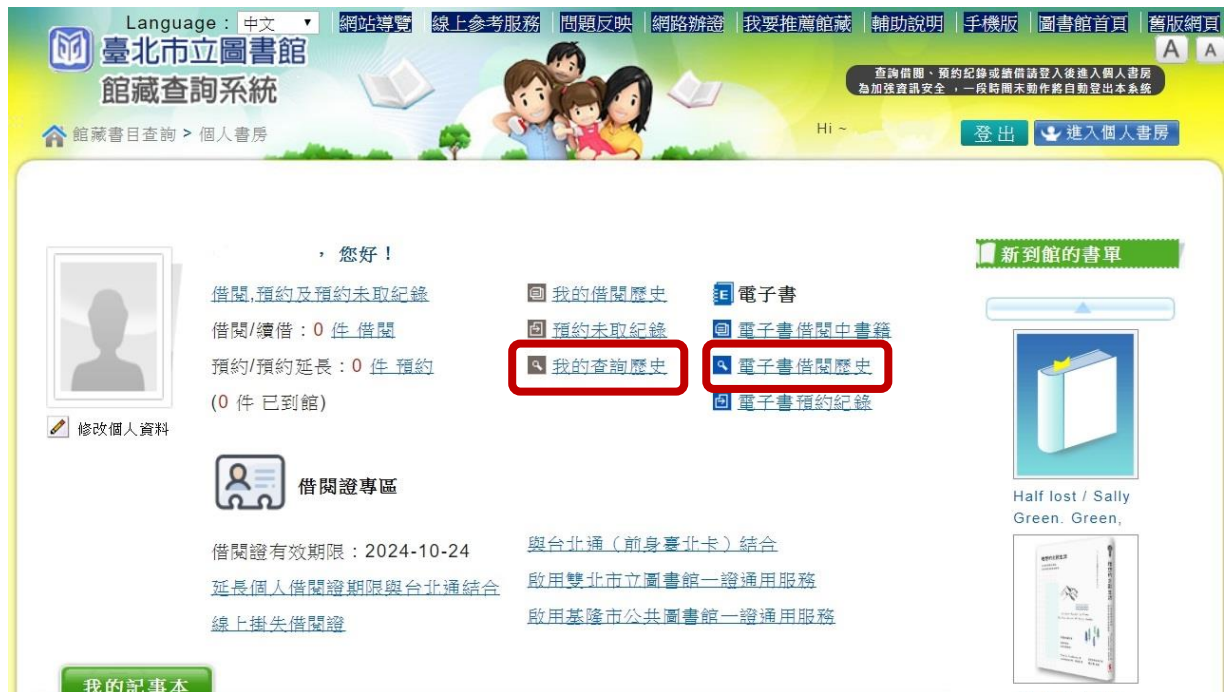 Language : 中文 網站導覽 線上參考服務 問題反映 網路辦證 我要推薦館藏 輔助說明 手機版 圖書館首頁 舊版網頁
臺北市立圖書館
館藏查詢系統
A A
查詢借閱、預約紀錄或續借請登入後進入個人書房
為加強資訊安全，一段時間未動作將自動登出本系統
館藏書目查詢 > 個人書房
Hi ~
登出 進入個人書房
，您好！
借閱,預約及預約未取紀錄
借閱/續借：0 件 借閱
預約/預約延長：0 件 預約
(0 件 已到館)
修改個人資料
我的借閱歷史
預約未取紀錄
我的查詢歷史
電子書
電子書借閱中書籍
電子書借閱歷史
電子書預約紀錄
借閱證專區
借閱證有效期限：2024-10-24
延長個人借閱證期限與台北通結合
線上掛失借閱證
與台北通（前身臺北卡）結合
啟用雙北市立圖書館一證通用服務
啟用基隆市公共圖書館一證通用服務
新到館的書單
Half lost / Sally
Green. Green,
我的記事本